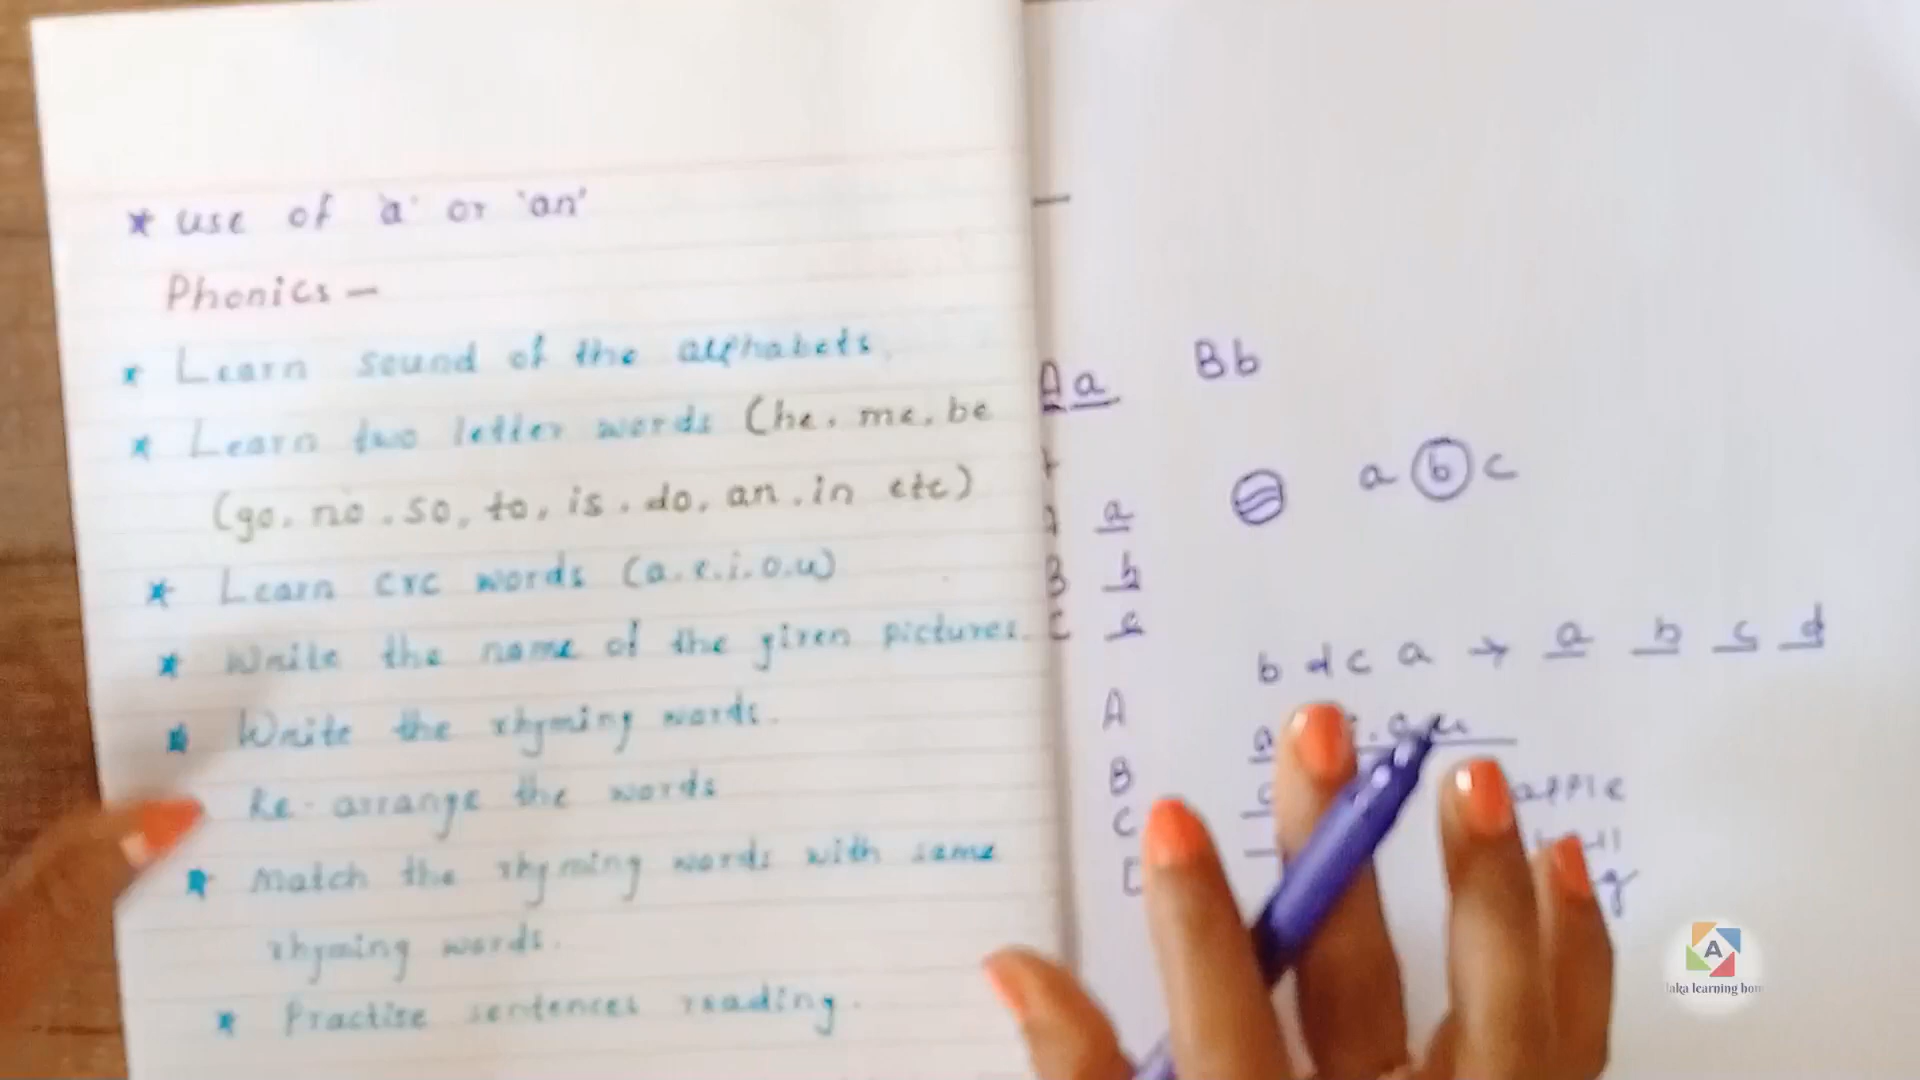 * use of 'a' or 'an'
Phonics –
* Learn sound of the alphabets.
* Learn two letter words (he, me, be
(go, no, so, to, is, do, an, in etc)
* Learn cvc words (a.e.i.o.u)
* Write the name of the given pictures.
* Write the rhyming words.
Re-arrange the words
* Match the rhyming words with same
rhyming words.
* Practise sentences reading.
Aa Bb
a b c
a
B b
C c
b d c a → a b c d
A
B
C apple
A
learning